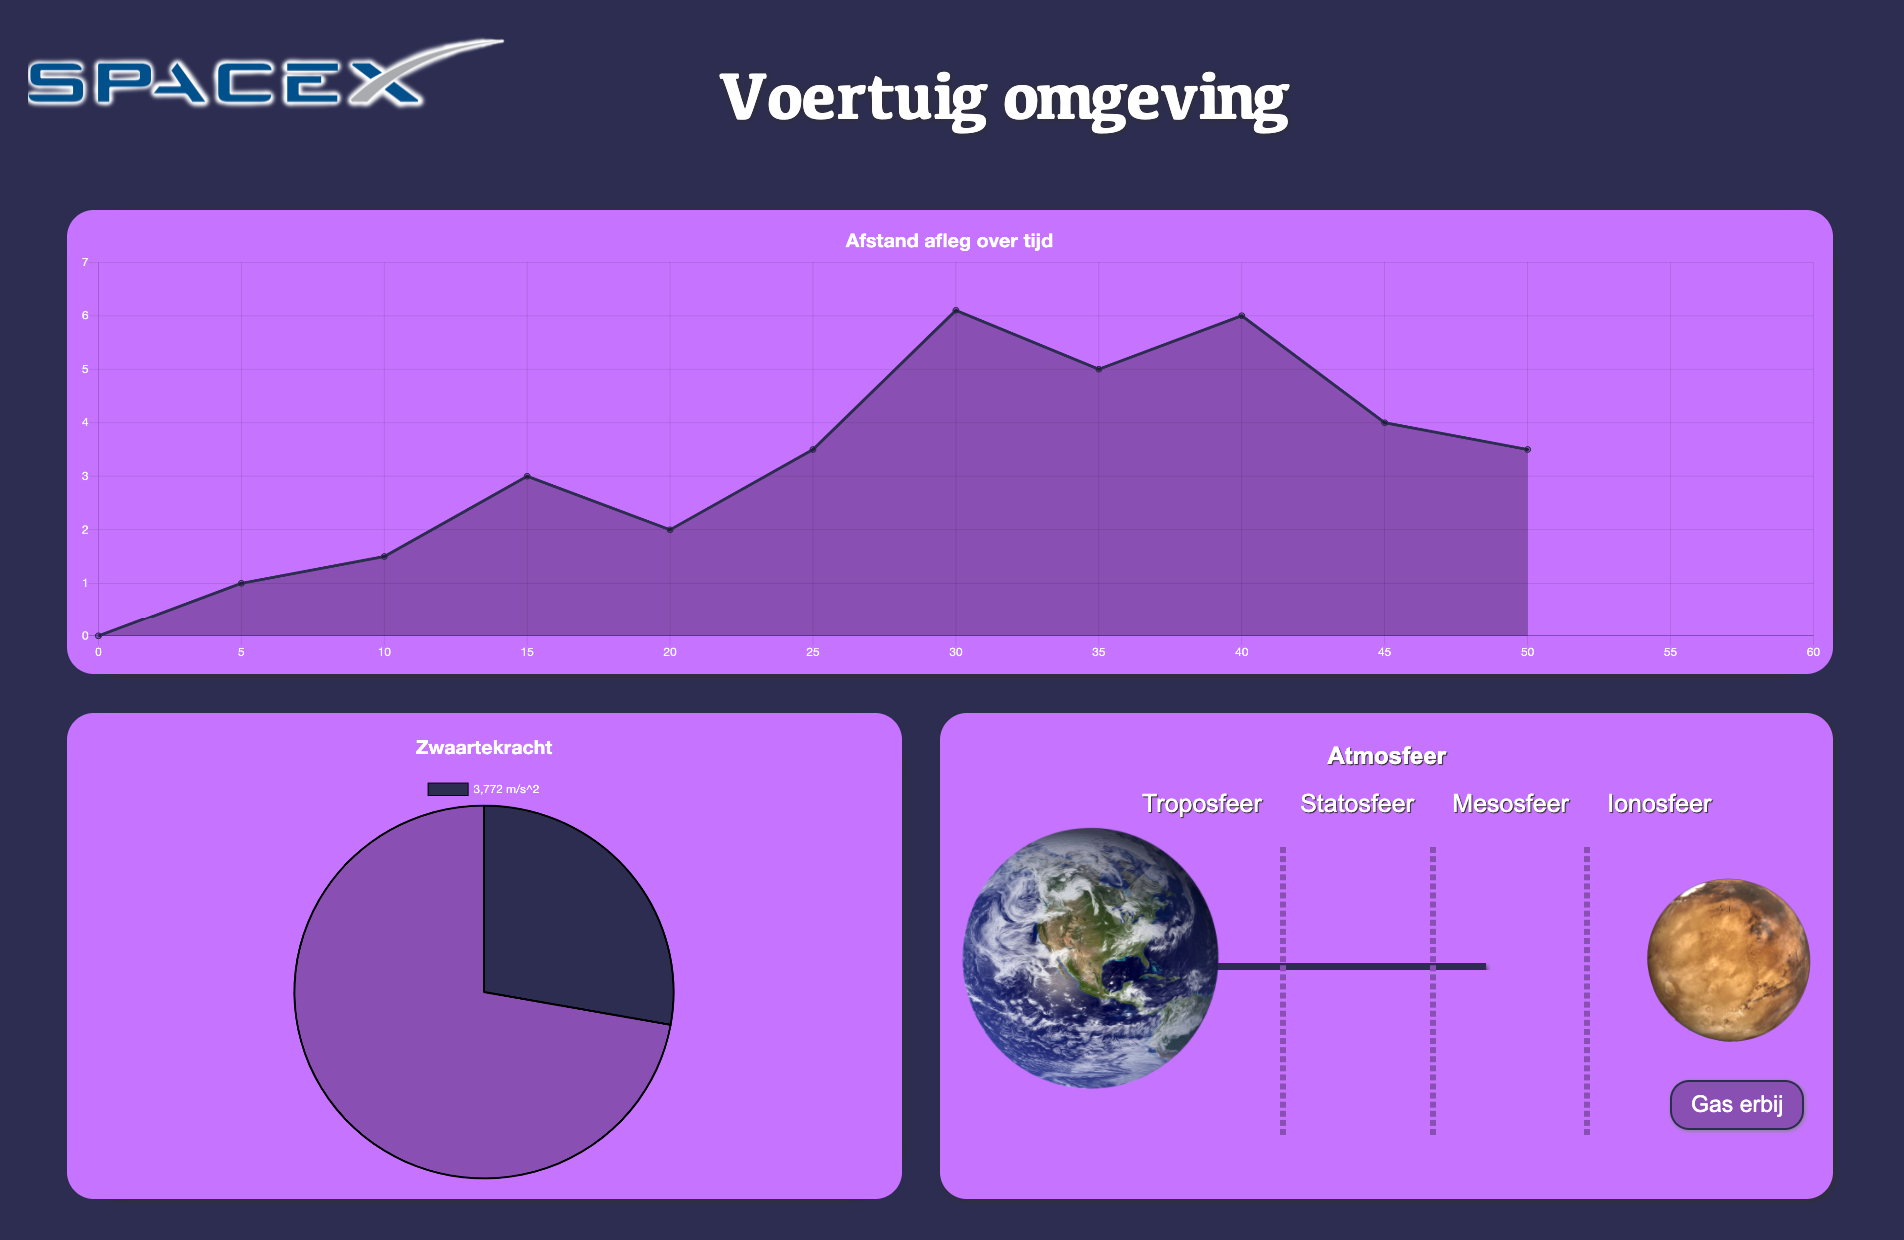 SPACEX
Voertuig omgeving
Afstand afleg over tijd
7
6
5
4
3
2
1
0
0 5 10 15 20 25 30 35 40 45 50 55 60
Zwaartekracht
3,772 m/s^2
Atmosfeer
Troposfeer Statosfeer Mesosfeer Ionosfeer
Gas erbij